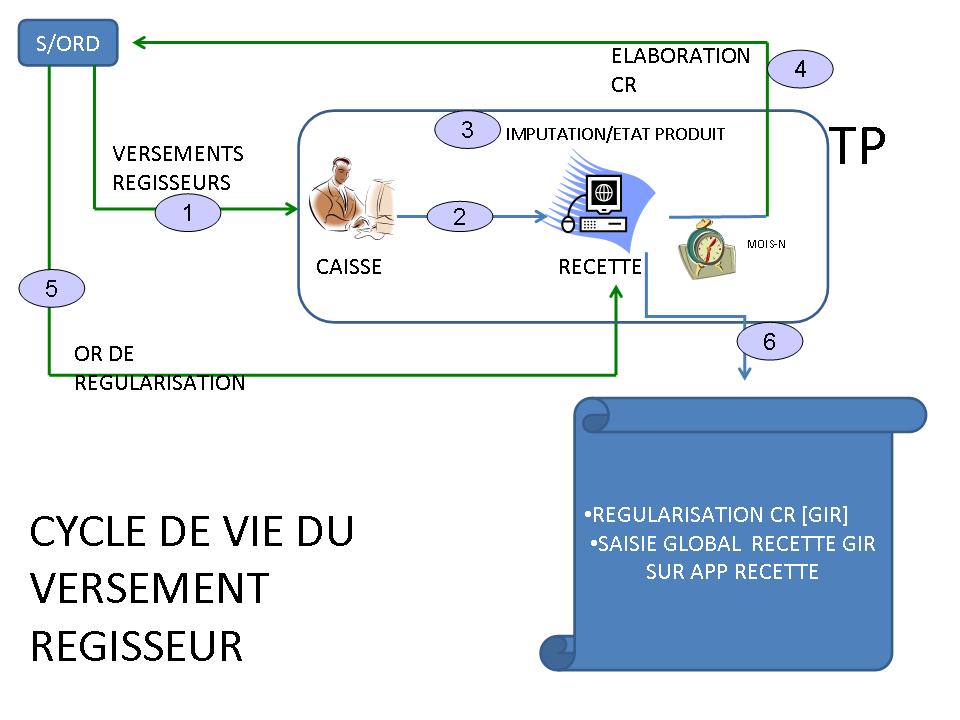 S/ORD
ELABORATION
CR
4
3
IMPUTATION/ETAT PRODUIT
TP
VERSEMENTS
REGISSEURS
1
2
MOIS-N
CAISSE
RECETTE
5
6
OR DE
REGULARISATION
•REGULARISATION CR [GIR]
•SAISIE GLOBAL RECETTE GIR
SUR APP RECETTE
CYCLE DE VIE DU
VERSEMENT
REGISSEUR